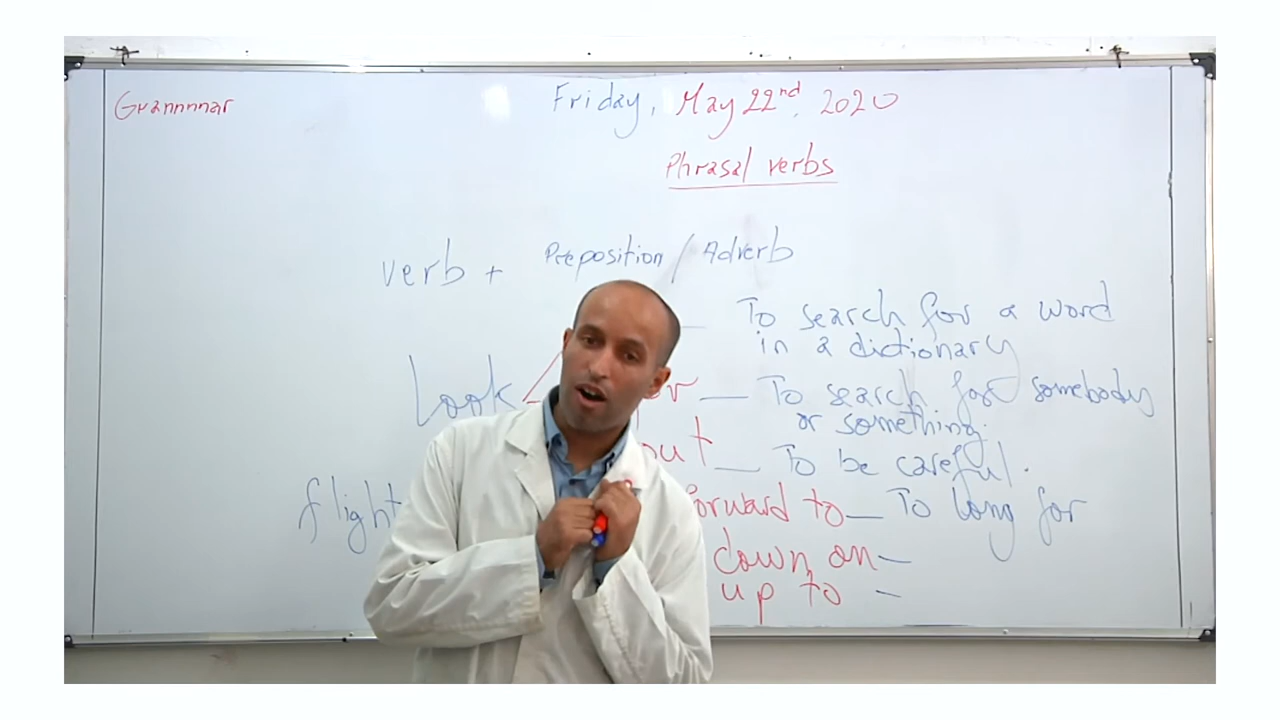 Grammar
Friday, May 22nd, 2020
Phrasal verbs
verb + Preposition / Adverb
To search for a word
in a dictionary
Look
— To search for somebody
or something.
out — To be careful.
flight
forward to — To long for
down on —
up to —